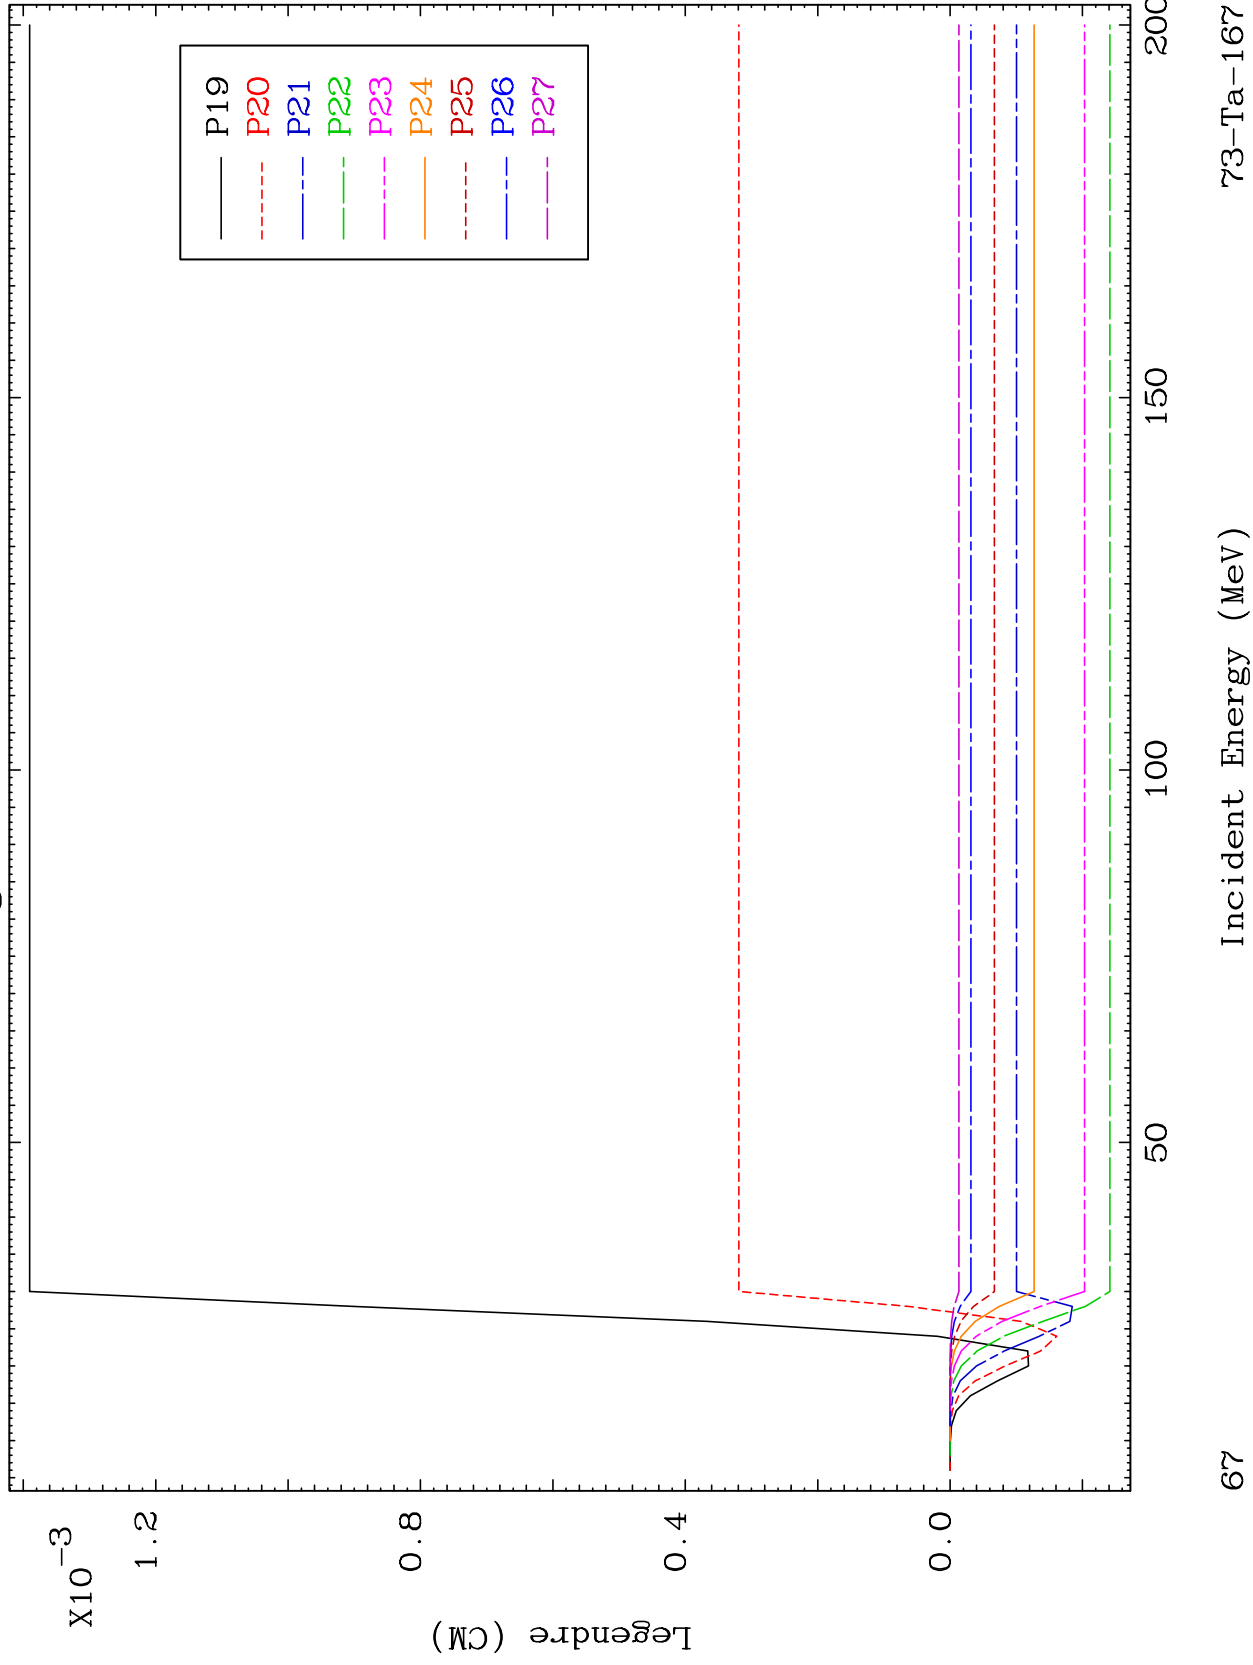 X10-3
1.2
0.8
0.4
0.0
Legendre (CM)
P19
P20
P21
P22
P23
P24
P25
P26
P27
50
100
150
200
Incident Energy (MeV)
67
73-Ta-167